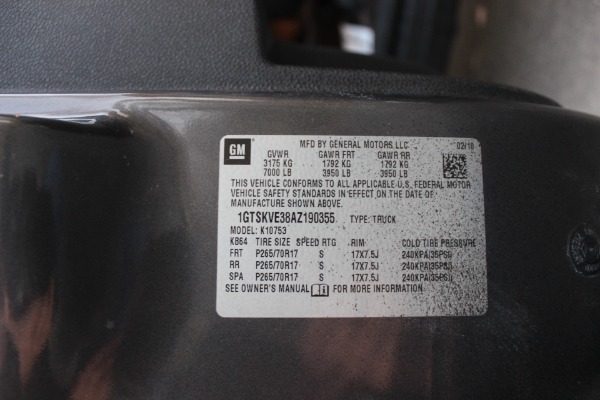 GM
MFD BY GENERAL MOTORS LLC 02/10
GVWR GAWR FRT GAWR RR
3175 KG 1792 KG 1792 KG
7000 LB 3950 LB 3950 LB
THIS VEHICLE CONFORMS TO ALL APPLICABLE U.S. FEDERAL MOTOR
VEHICLE SAFETY STANDARDS IN EFFECT ON THE DATE OF
MANUFACTURE SHOWN ABOVE.
1GTSKVE38AZ190355 TYPE: TRUCK
MODEL: K10753
KB64 TIRE SIZE SPEED RTG RIM COLD TIRE PRESSURE
FRT P265/70R17 S 17X7.5J 240KPA(35PSI)
RR P265/70R17 S 17X7.5J 240KPA(35PSI)
SPA P265/70R17 S 17X7.5J 240KPA(35PSI)
SEE OWNER'S MANUAL FOR MORE INFORMATION